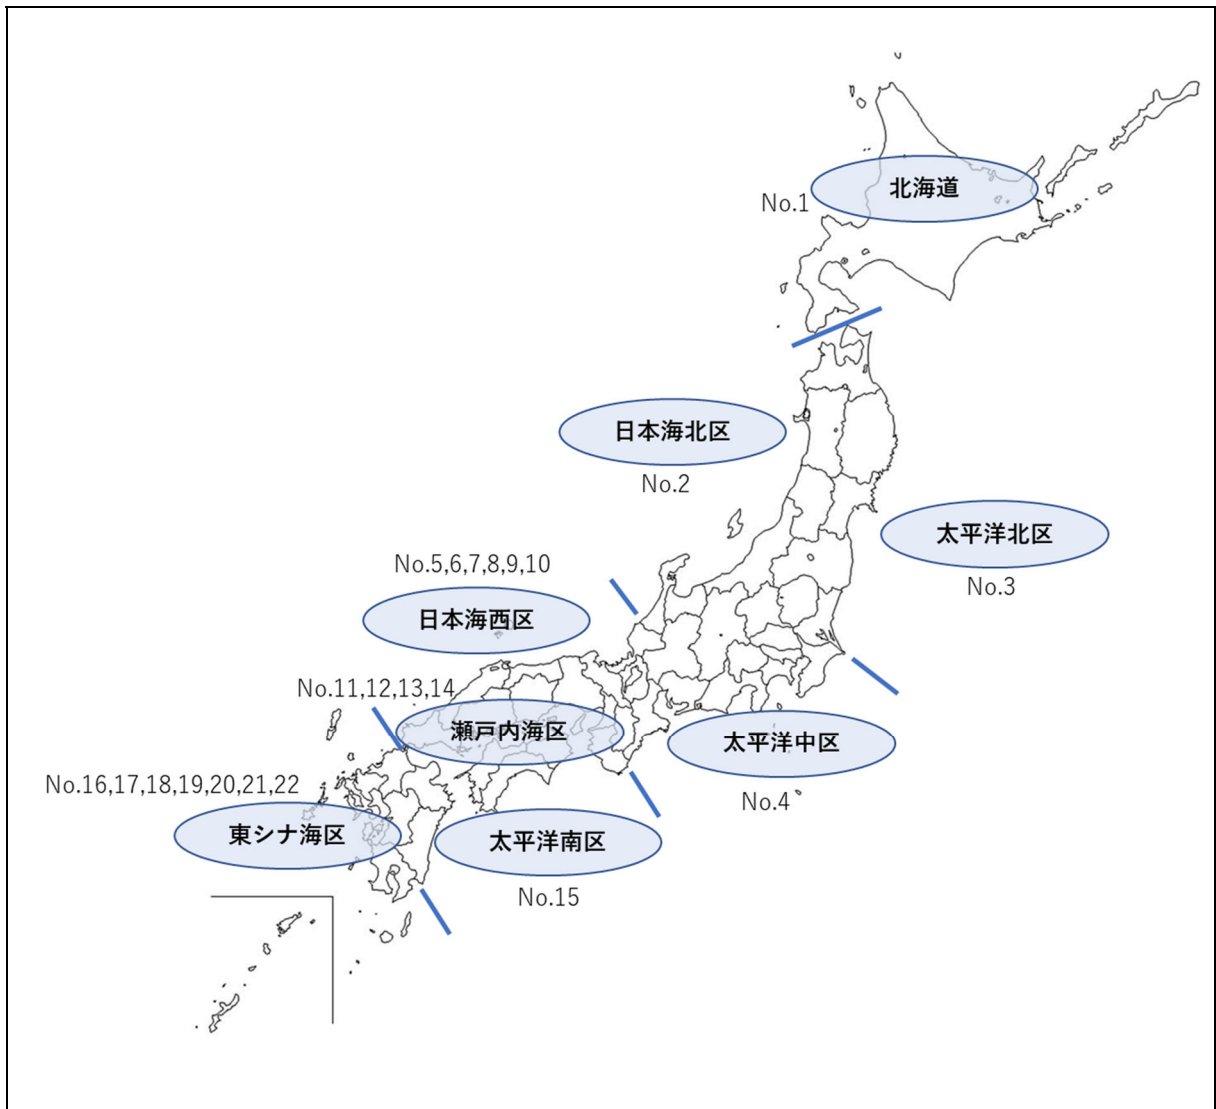 北海道
No.1
日本海北区
No.2
太平洋北区
No.3
No.5,6,7,8,9,10
日本海西区
No.11,12,13,14
瀬戸内海区
太平洋中区
No.4
No.16,17,18,19,20,21,22
東シナ海区
太平洋南区
No.15